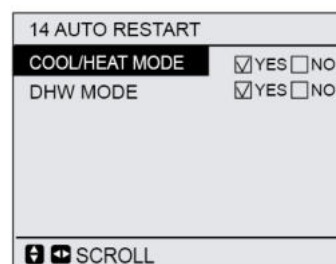 14 AUTO RESTART
COOL/HEAT MODE ☑YES☐NO
DHW MODE ☑YES☐NO
SCROLL